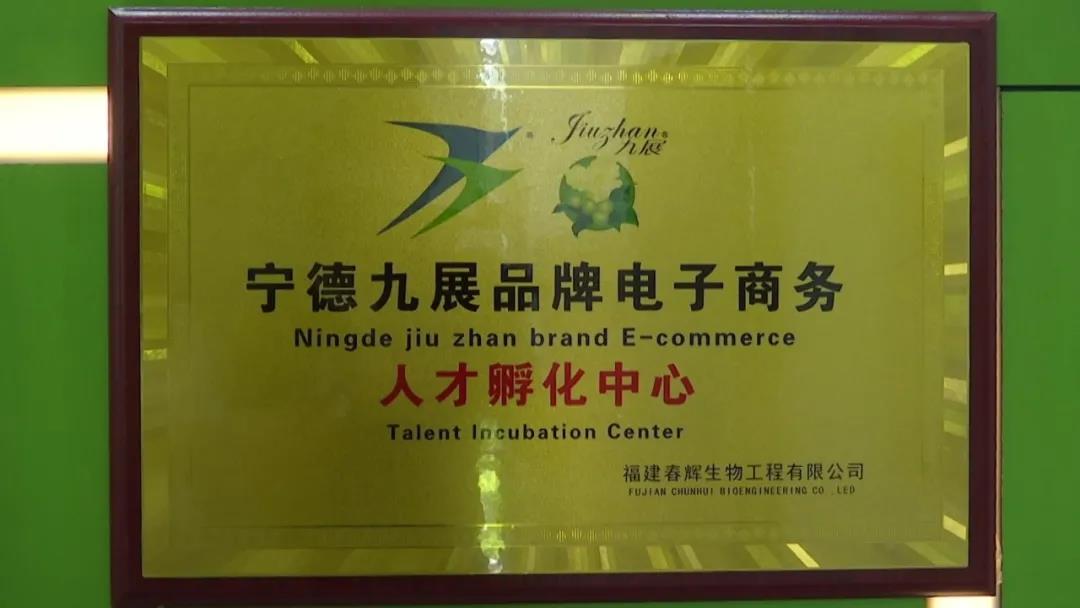 Jiuzhan®
九展
宁德九展品牌电子商务
Ningde jiu zhan brand E-commerce
人才孵化中心
Talent Incubation Center
福建春辉生物工程有限公司
FUJIAN CHUNHUI BIOENGINEERING CO .LED